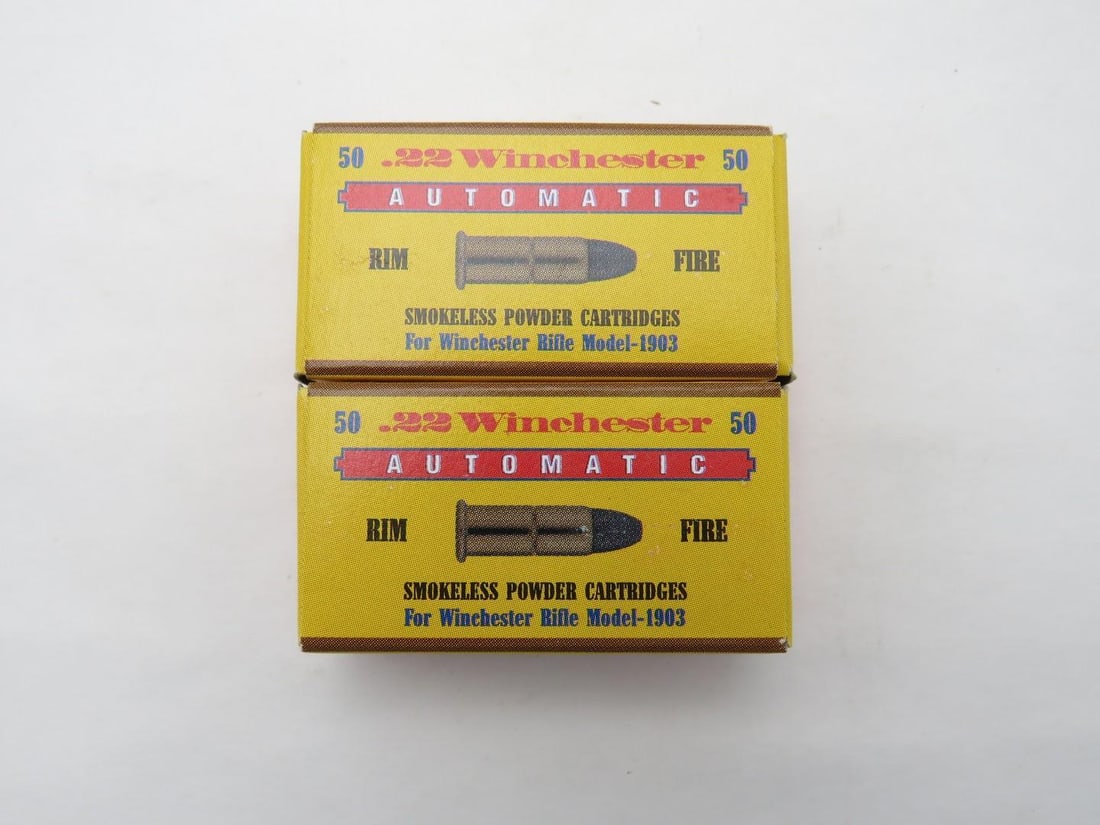 50 .22 Winchester 50
AUTOMATIC
RIM FIRE
SMOKELESS POWDER CARTRIDGES
For Winchester Rifle Model-1903
50 .22 Winchester 50
AUTOMATIC
RIM FIRE
SMOKELESS POWDER CARTRIDGES
For Winchester Rifle Model-1903